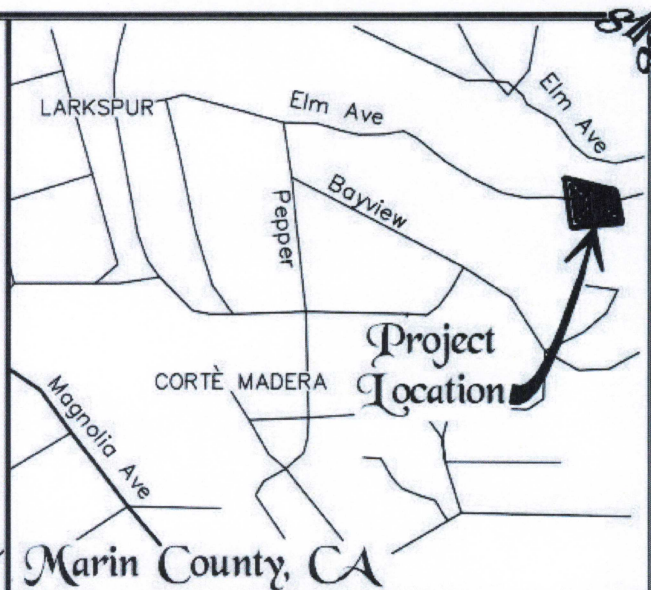 LARKSPUR
Elm Ave
Elm Ave
Pepper
Bayview
Project
Location
CORTÈ MADERA
Magnolia Ave
Marin County, CA